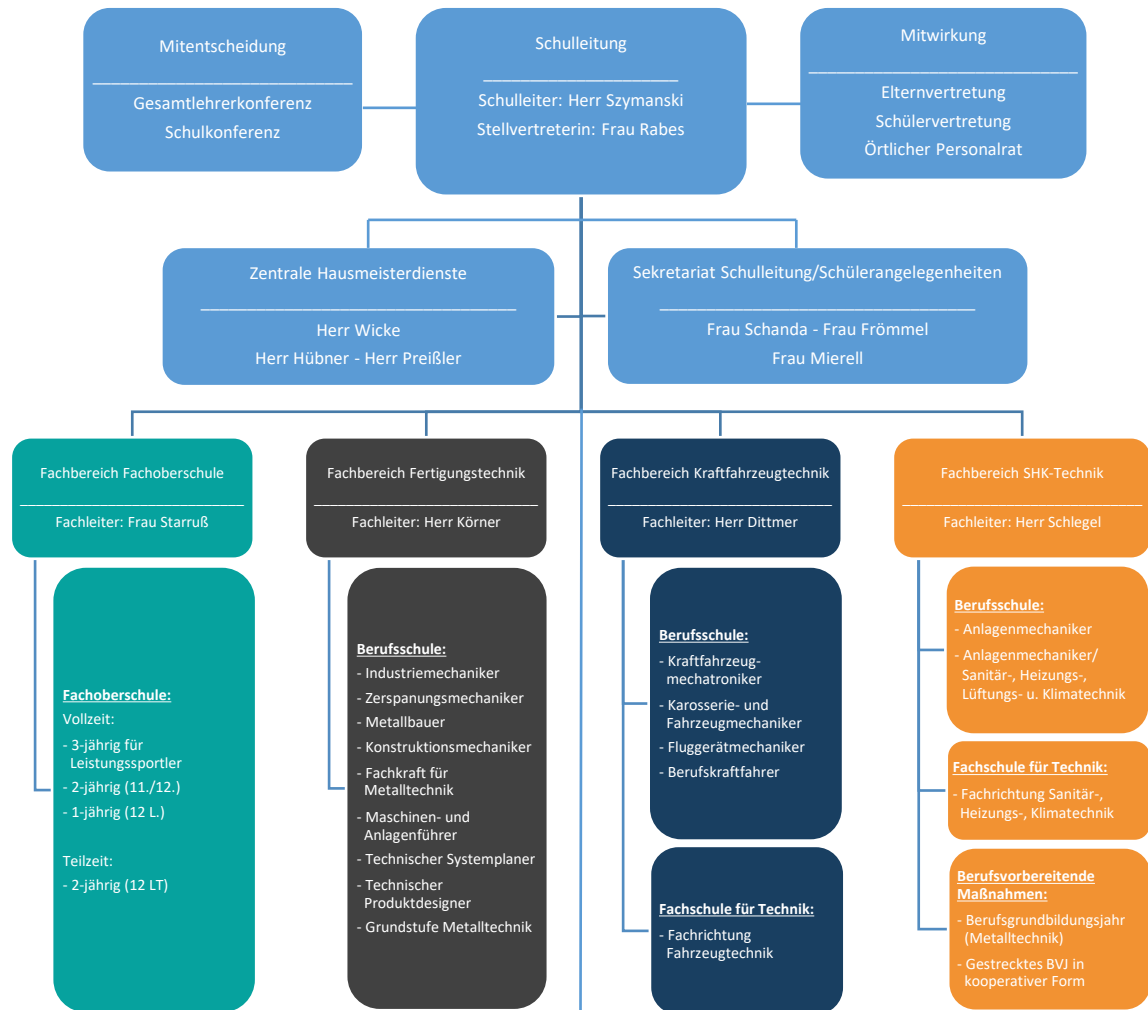 Mitentscheidung
Gesamtlehrerkonferenz
Schulkonferenz
Schulleitung
Schulleiter: Herr Szymanski
Stellvertreterin: Frau Rabes
Mitwirkung
Elternvertretung
Schülervertretung
Örtlicher Personalrat
Zentrale Hausmeisterdienste
Herr Wicke
Herr Hübner - Herr Preißler
Sekretariat Schulleitung/Schülerangelegenheiten
Frau Schanda - Frau Frömmel
Frau Mierell
Fachbereich Fachoberschule
Fachleiter: Frau Starruß
Fachoberschule:
Vollzeit:
- 3-jährig für
Leistungssportler
- 2-jährig (11./12.)
- 1-jährig (12 L.)
Teilzeit:
- 2-jährig (12 LT)
Fachbereich Fertigungstechnik
Fachleiter: Herr Körner
Berufsschule:
- Industriemechaniker
- Zerspanungsmechaniker
- Metallbauer
- Konstruktionsmechaniker
- Fachkraft für
Metalltechnik
- Maschinen- und
Anlagenführer
- Technischer Systemplaner
- Technischer
Produktdesigner
- Grundstufe Metalltechnik
Fachbereich Kraftfahrzeugtechnik
Fachleiter: Herr Dittmer
Berufsschule:
- Kraftfahrzeug-
mechatroniker
- Karosserie- und
Fahrzeugmechaniker
- Fluggerätmechaniker
- Berufskraftfahrer
Fachschule für Technik:
- Fachrichtung
Fahrzeugtechnik
Fachbereich SHK-Technik
Fachleiter: Herr Schlegel
Berufsschule:
- Anlagenmechaniker
- Anlagenmechaniker/
Sanitär-, Heizungs-,
Lüftungs- u. Klimatechnik
Fachschule für Technik:
- Fachrichtung Sanitär-,
Heizungs-, Klimatechnik
Berufsvorbereitende
Maßnahmen:
- Berufsgrundbildungsjahr
(Metalltechnik)
- Gestrecktes BVJ in
kooperativer Form